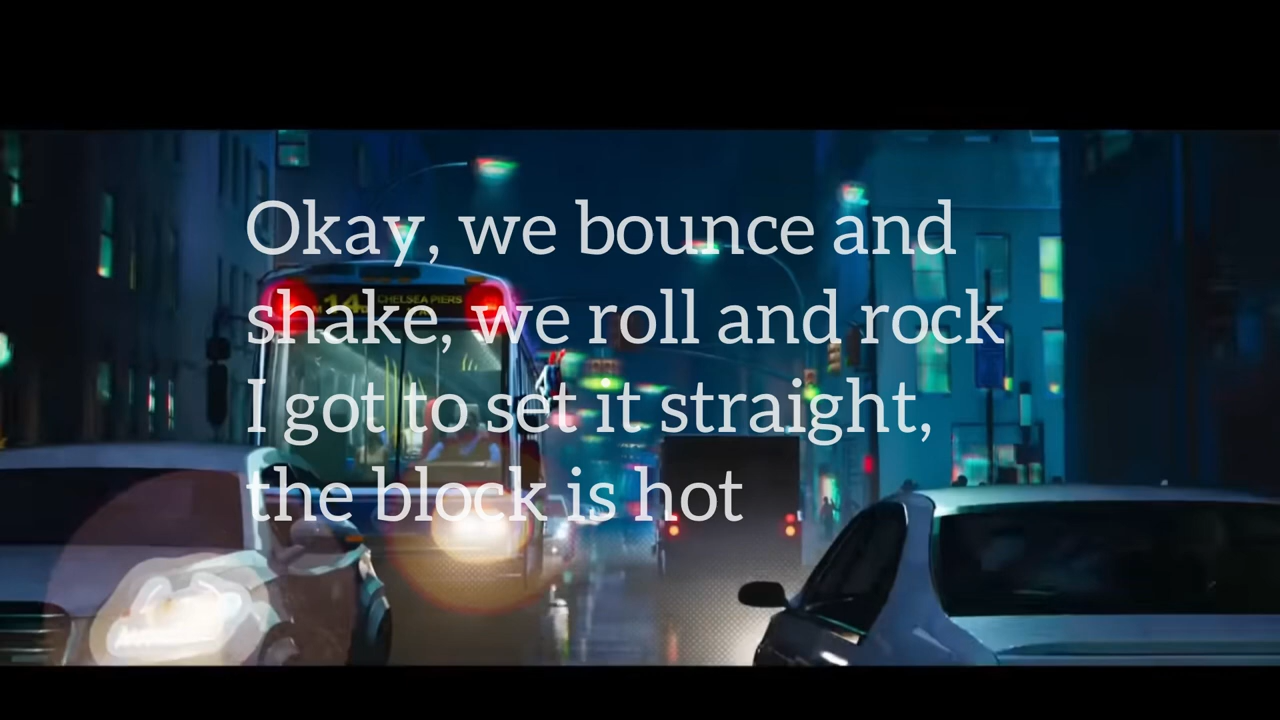 Okay, we bounce and
shake, we roll and rock
I got to set it straight,
the block is hot
14
CHELSEA PIERS